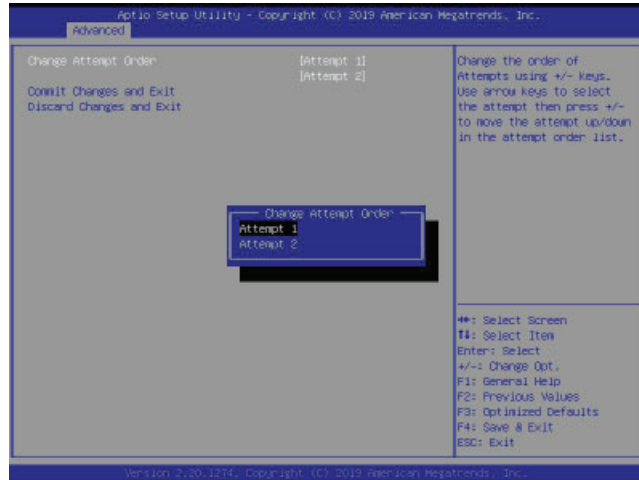 Aptio Setup Utility - Copyright (C) 2019 American Megatrends, Inc.
Advanced
Change Attempt Order [Attempt 1]
[Attempt 2]
Commit Changes and Exit
Discard Changes and Exit
Change Attempt Order
Attempt 1
Attempt 2
Change the order of
Attempts using +/- keys.
Use arrow keys to select
the attempt then press +/-
to move the attempt up/down
in the attempt order list.
→←: Select Screen
↑↓: Select Item
Enter: Select
+/-: Change Opt.
F1: General Help
F2: Previous Values
F3: Optimized Defaults
F4: Save & Exit
ESC: Exit
Version 2.20.1274. Copyright (C) 2019 American Megatrends, Inc.